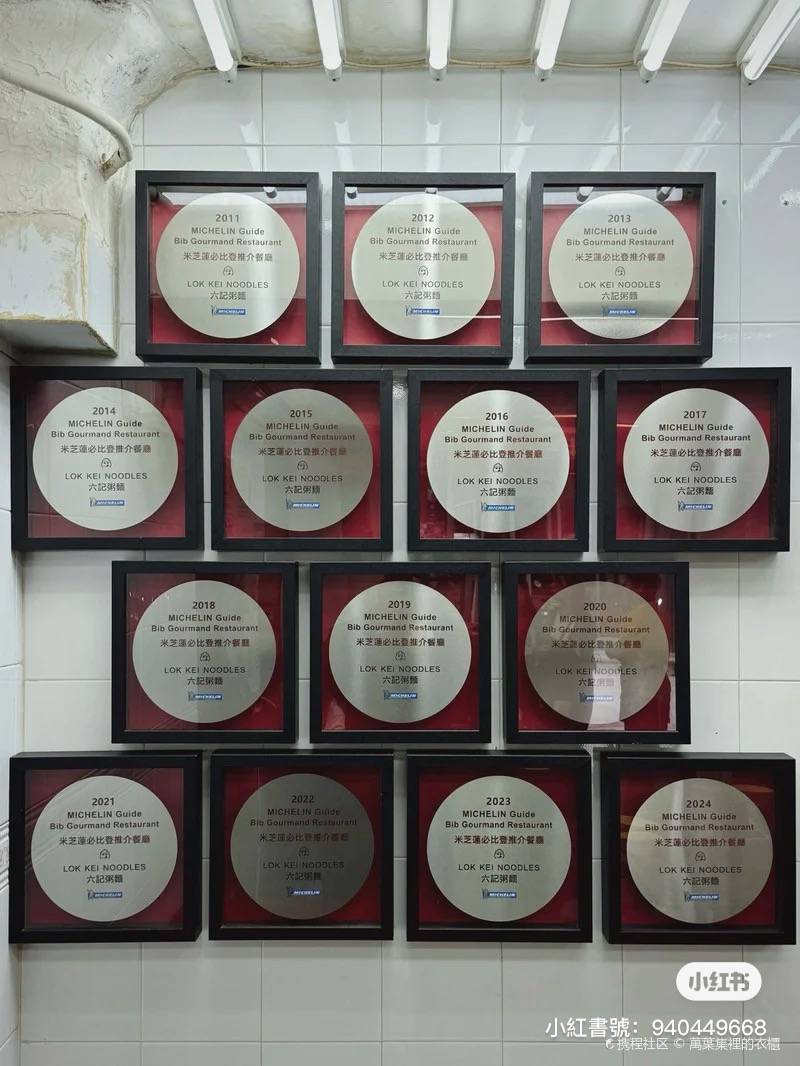 2011
MICHELIN Guide
Bib Gourmand Restaurant
米芝蓮必比登推介餐廳
LOK KEI NOODLES
六記粥麵
MICHELIN
2012
MICHELIN Guide
Bib Gourmand Restaurant
米芝蓮必比登推介餐廳
LOK KEI NOODLES
六記粥麵
MICHELIN
2013
MICHELIN Guide
Bib Gourmand Restaurant
米芝蓮必比登推介餐廳
LOK KEI NOODLES
六記粥麵
MICHELIN
2014
MICHELIN Guide
Bib Gourmand Restaurant
米芝蓮必比登推介餐廳
LOK KEI NOODLES
六記粥麵
MICHELIN
2015
MICHELIN Guide
Bib Gourmand Restaurant
米芝蓮必比登推介餐廳
LOK KEI NOODLES
六記粥麵
MICHELIN
2016
MICHELIN Guide
Bib Gourmand Restaurant
米芝蓮必比登推介餐廳
LOK KEI NOODLES
六記粥麵
MICHELIN
2017
MICHELIN Guide
Bib Gourmand Restaurant
米芝蓮必比登推介餐廳
LOK KEI NOODLES
六記粥麵
MICHELIN
2018
MICHELIN Guide
Bib Gourmand Restaurant
米芝蓮必比登推介餐廳
LOK KEI NOODLES
六記粥麵
MICHELIN
2019
MICHELIN Guide
Bib Gourmand Restaurant
米芝蓮必比登推介餐廳
LOK KEI NOODLES
六記粥麵
MICHELIN
2020
MICHELIN Guide
Bib Gourmand Restaurant
米芝蓮必比登推介餐廳
LOK KEI NOODLES
六記粥麵
MICHELIN
2021
MICHELIN Guide
Bib Gourmand Restaurant
米芝蓮必比登推介餐廳
LOK KEI NOODLES
六記粥麵
MICHELIN
2022
MICHELIN Guide
Bib Gourmand Restaurant
米芝蓮必比登推介餐廳
LOK KEI NOODLES
六記粥麵
MICHELIN
2023
MICHELIN Guide
Bib Gourmand Restaurant
米芝蓮必比登推介餐廳
LOK KEI NOODLES
六記粥麵
MICHELIN
2024
MICHELIN Guide
Bib Gourmand Restaurant
米芝蓮必比登推介餐廳
LOK KEI NOODLES
六記粥麵
MICHELIN
小红书
小紅書號：940449668
携程社区 © 萬葉集裡的衣櫃